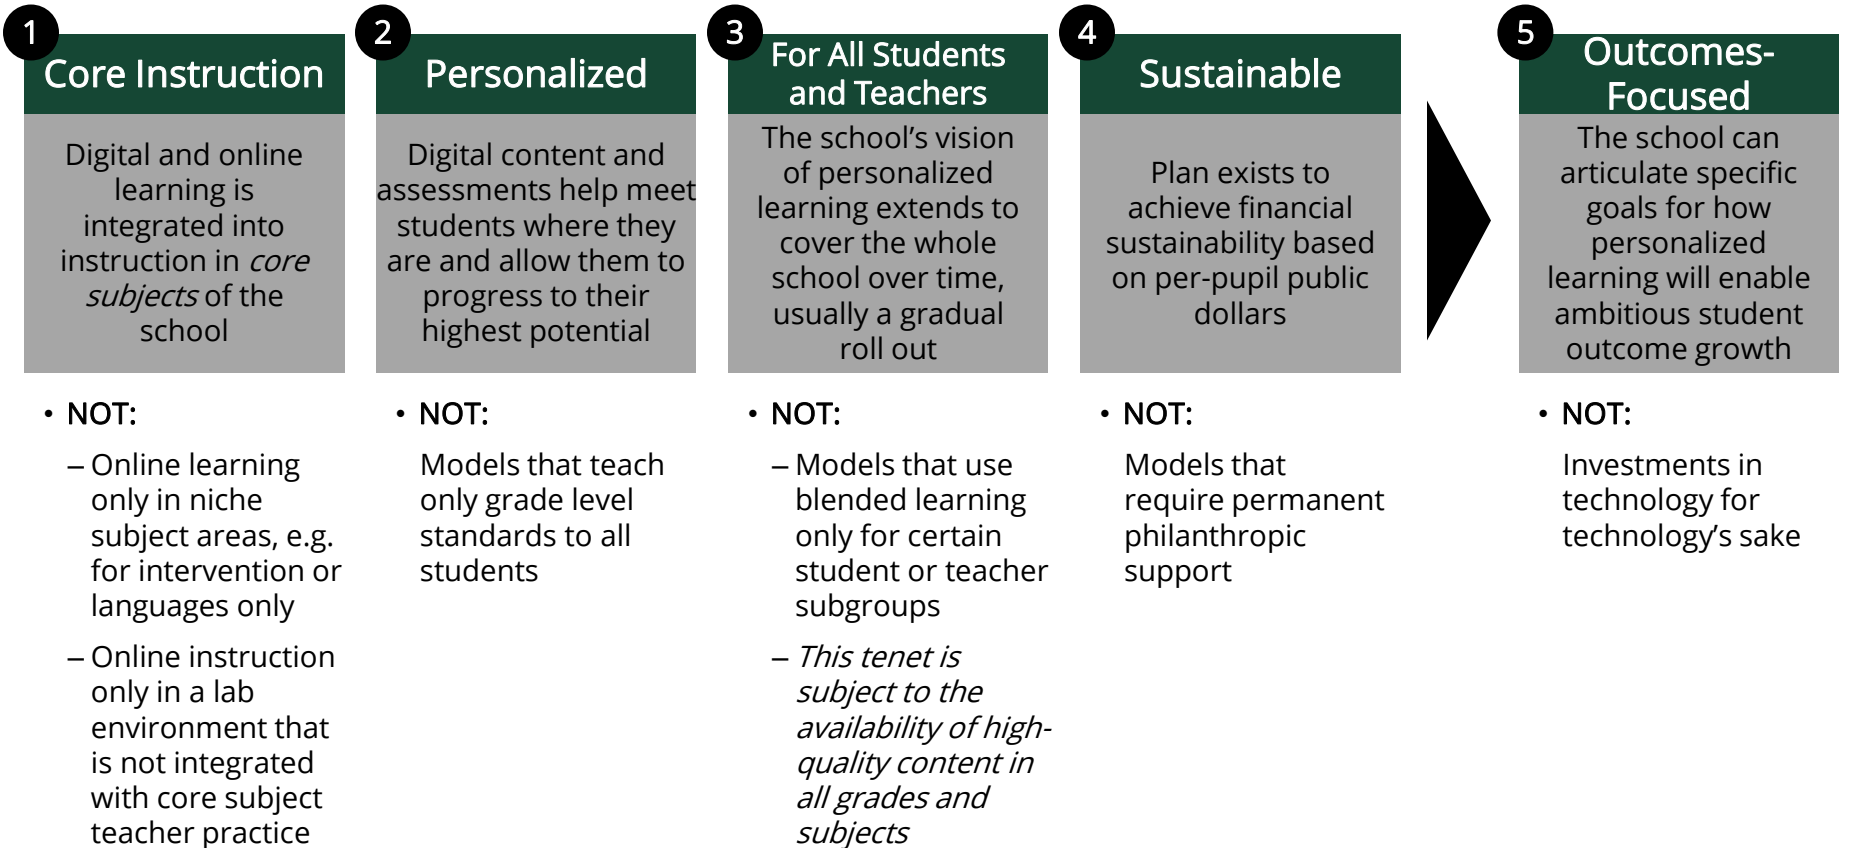 1
Core Instruction
Digital and online
learning is
integrated into
instruction in core
subjects of the
school
• NOT:
– Online learning
only in niche
subject areas, e.g.
for intervention or
languages only
– Online instruction
only in a lab
environment that
is not integrated
with core subject
teacher practice
2
Personalized
Digital content and
assessments help meet
students where they
are and allow them to
progress to their
highest potential
• NOT:
Models that teach
only grade level
standards to all
students
3
For All Students
and Teachers
The school’s vision
of personalized
learning extends to
cover the whole
school over time,
usually a gradual
roll out
• NOT:
– Models that use
blended learning
only for certain
student or teacher
subgroups
– This tenet is
subject to the
availability of high-
quality content in
all grades and
subjects
4
Sustainable
Plan exists to
achieve financial
sustainability based
on per-pupil public
dollars
• NOT:
Models that
require permanent
philanthropic
support
5
Outcomes-
Focused
The school can
articulate specific
goals for how
personalized
learning will enable
ambitious student
outcome growth
• NOT:
Investments in
technology for
technology’s sake